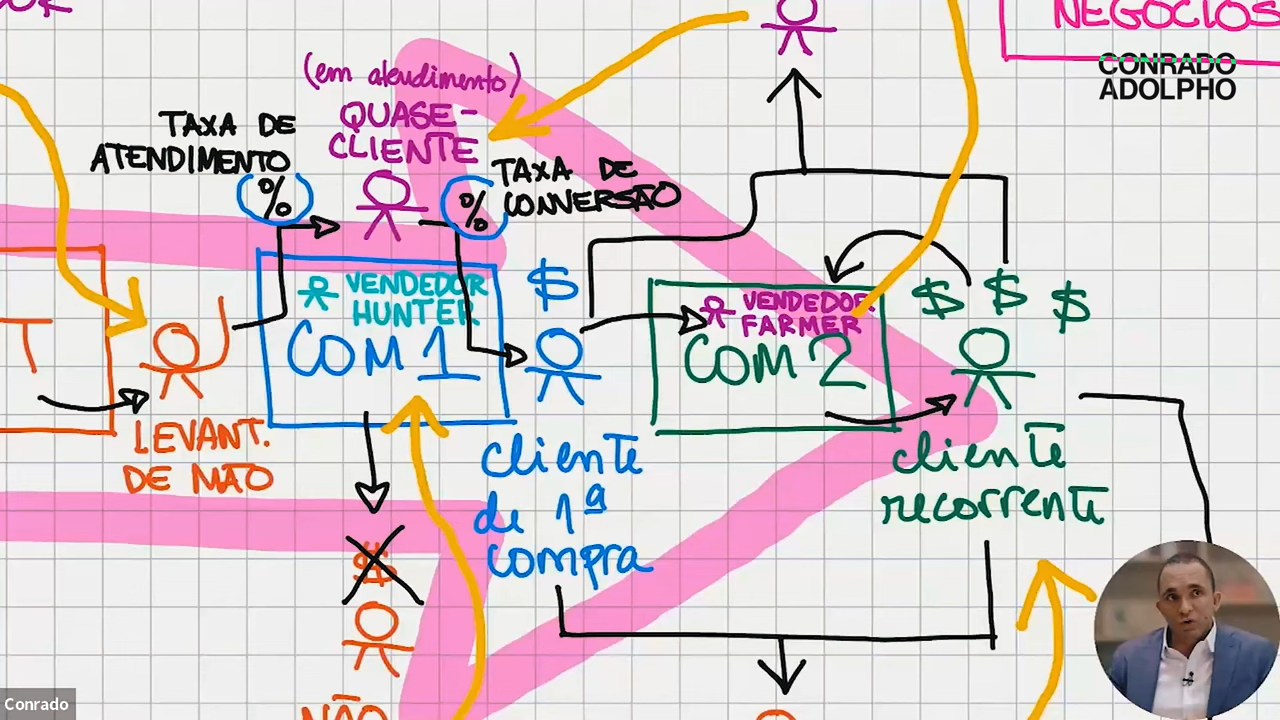 NEGÓCIOS
CONRADO
ADOLPHO
(em atendimento)
QUASE-
CLIENTE
TAXA DE
ATENDIMENTO
%
TAXA DE
CONVERSÃO
%
VENDEDOR
HUNTER
COM 1
$
VENDEDOR
FARMER
COM 2
$ $ $
LEVANT.
DE MÃO
cliente
de 1ª
compra
cliente
recorrente
$
NÃO
Conrado